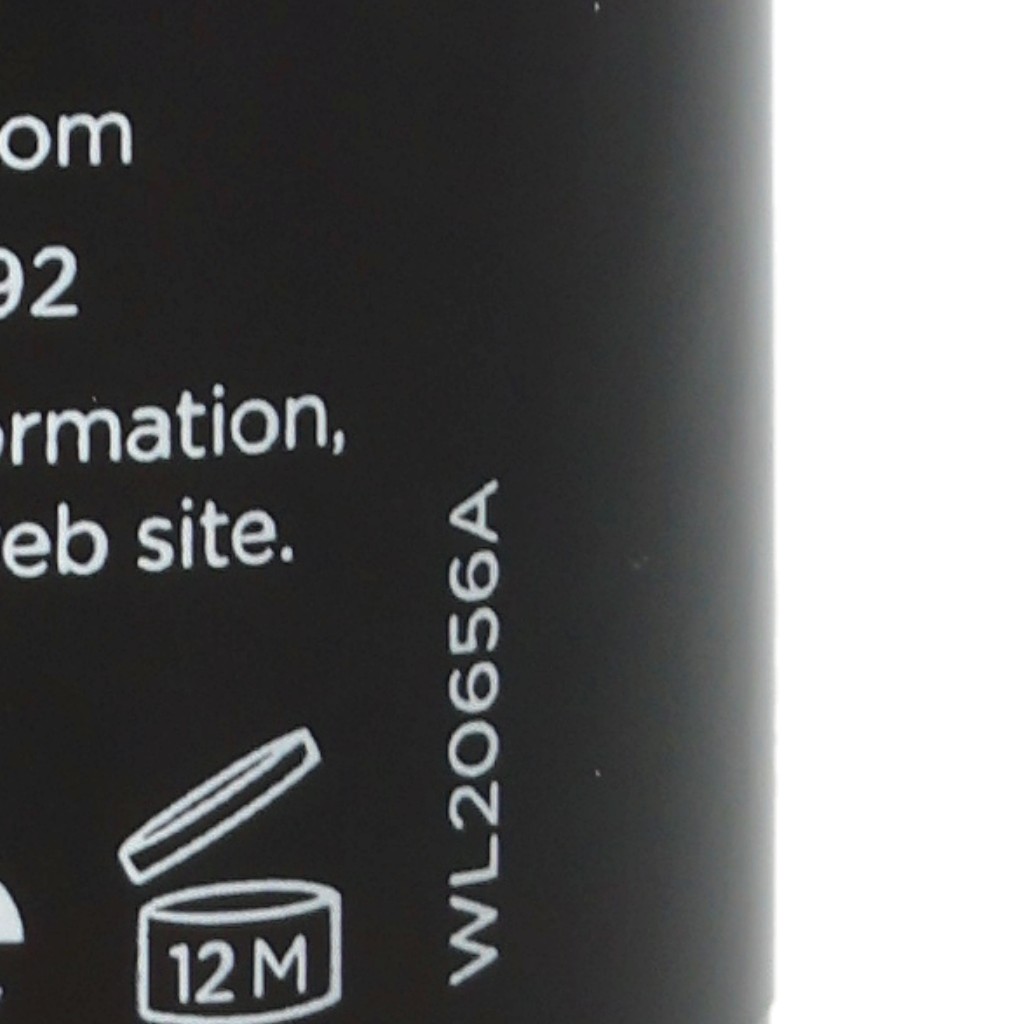 om
92
ormation,
eb site.
WL20656A
12 M